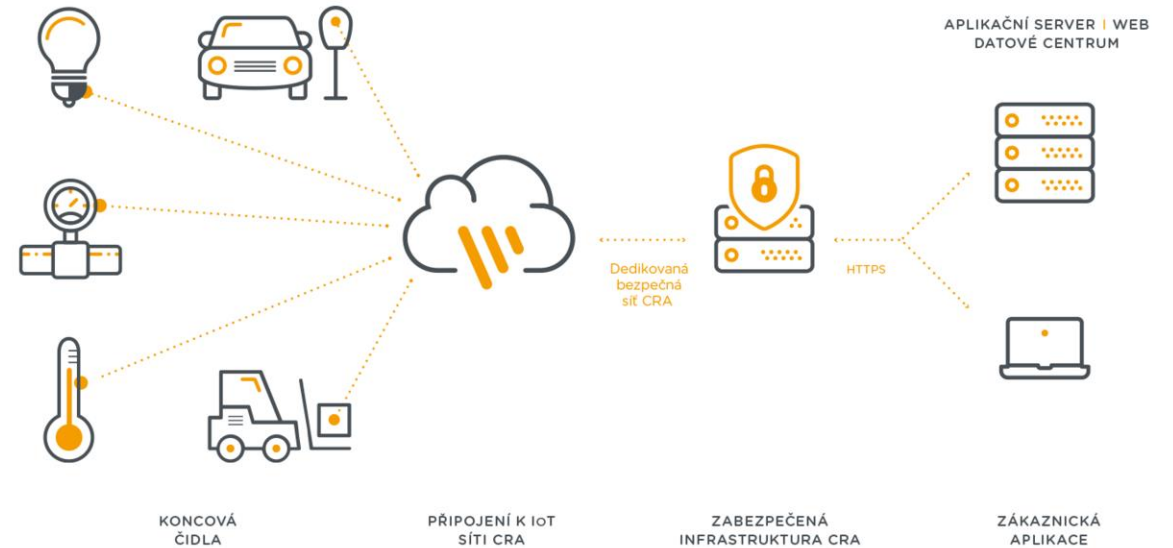 APLIKAČNÍ SERVER | WEB
DATOVÉ CENTRUM
Dedikovaná
bezpečná
síť CRA
HTTPS
KONCOVÁ
ČIDLA
PŘIPOJENÍ K IoT
SÍTI CRA
ZABEZPEČENÁ
INFRASTRUKTURA CRA
ZÁKAZNICKÁ
APLIKACE